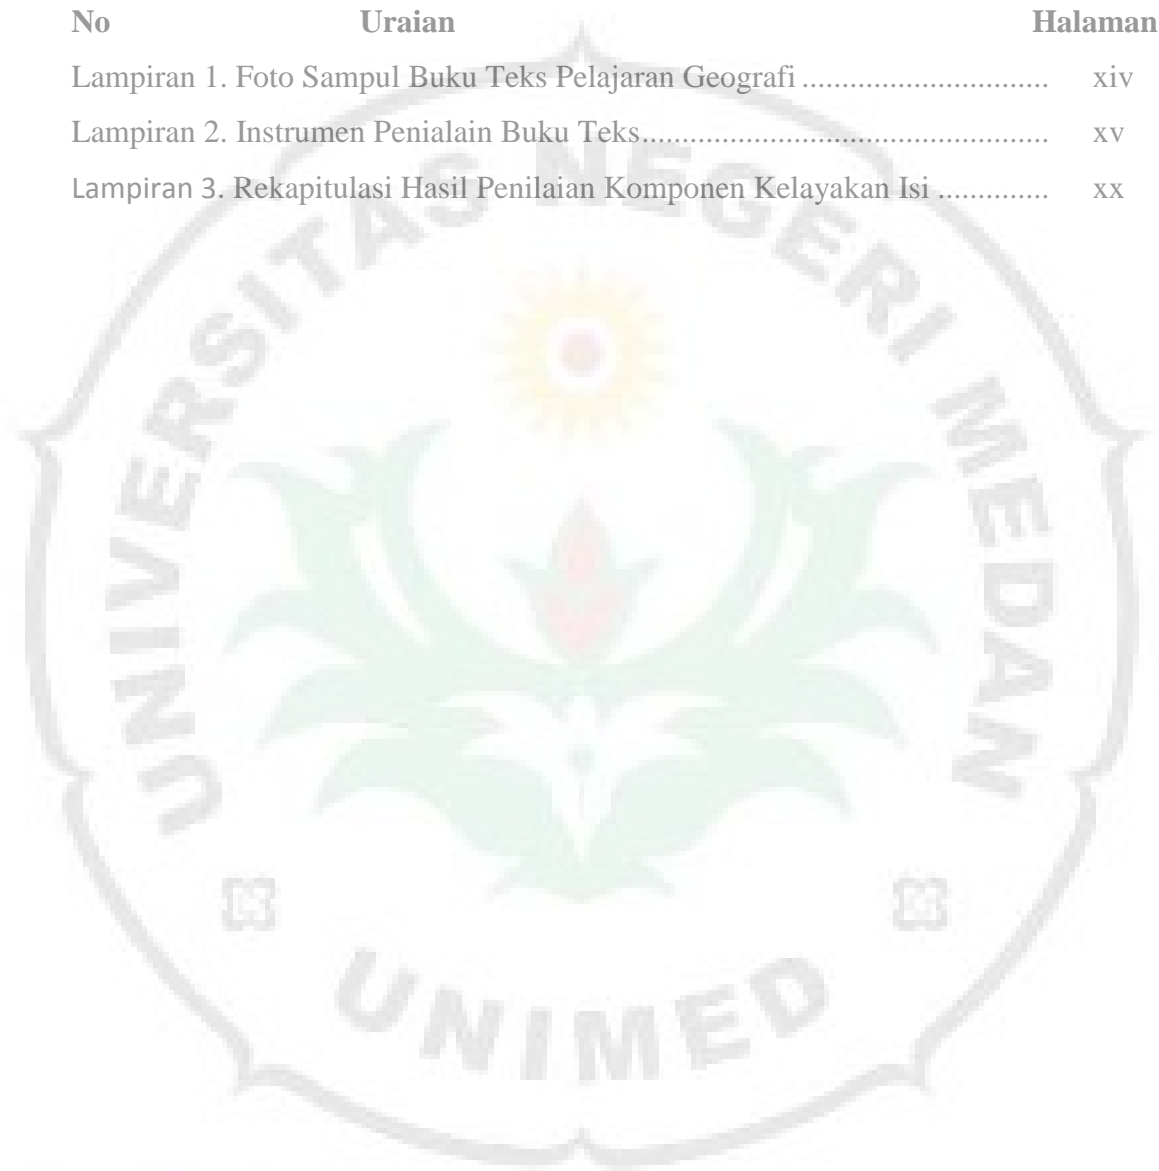 No Uraian Halaman
Lampiran 1. Foto Sampul Buku Teks Pelajaran Geografi ............................ xiv
Lampiran 2. Instrumen Penialain Buku Teks................................................ xv
Lampiran 3. Rekapitulasi Hasil Penilaian Komponen Kelayakan Isi .............. xx
UNIVERSITAS NEGERI MEDAN
UNIMED